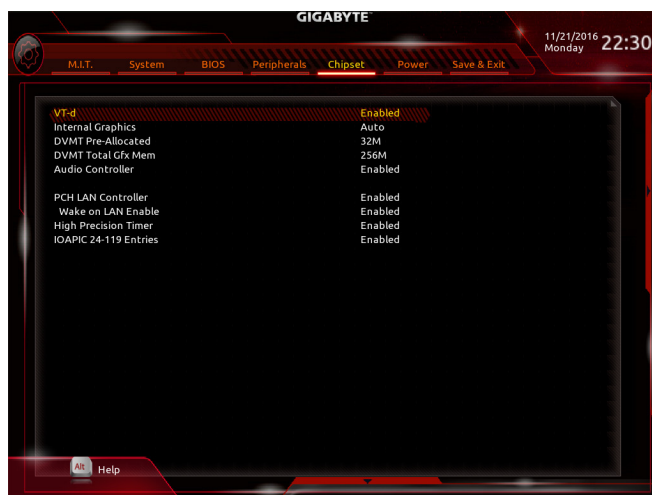 GIGABYTE™
11/21/2016
Monday
22:30
M.I.T. System BIOS Peripherals Chipset Power Save & Exit
VT-d Enabled
Internal Graphics Auto
DVMT Pre-Allocated 32M
DVMT Total Gfx Mem 256M
Audio Controller Enabled
PCH LAN Controller Enabled
Wake on LAN Enable Enabled
High Precision Timer Enabled
IOAPIC 24-119 Entries Enabled
Alt Help